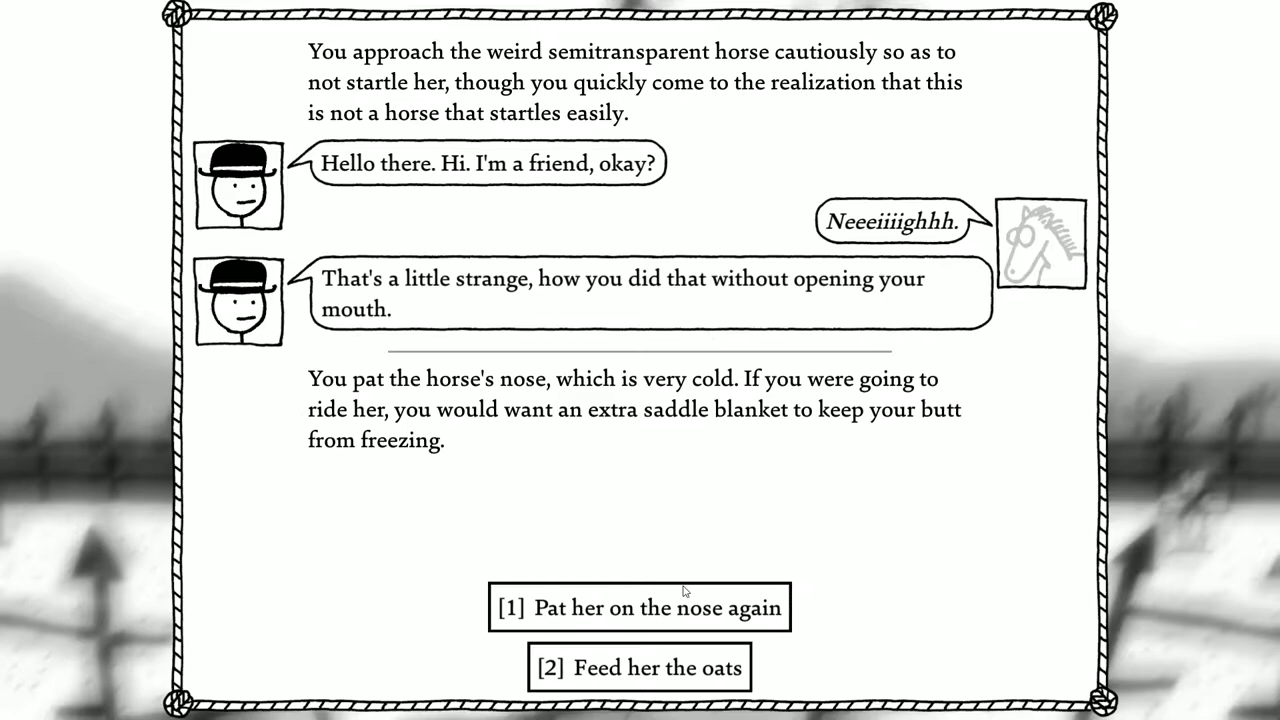 You approach the weird semitransparent horse cautiously so as to
not startle her, though you quickly come to the realization that this
is not a horse that startles easily.
Hello there. Hi. I'm a friend, okay?
Neeeiiiighhh.
That's a little strange, how you did that without opening your
mouth.
You pat the horse's nose, which is very cold. If you were going to
ride her, you would want an extra saddle blanket to keep your butt
from freezing.
[1] Pat her on the nose again
[2] Feed her the oats